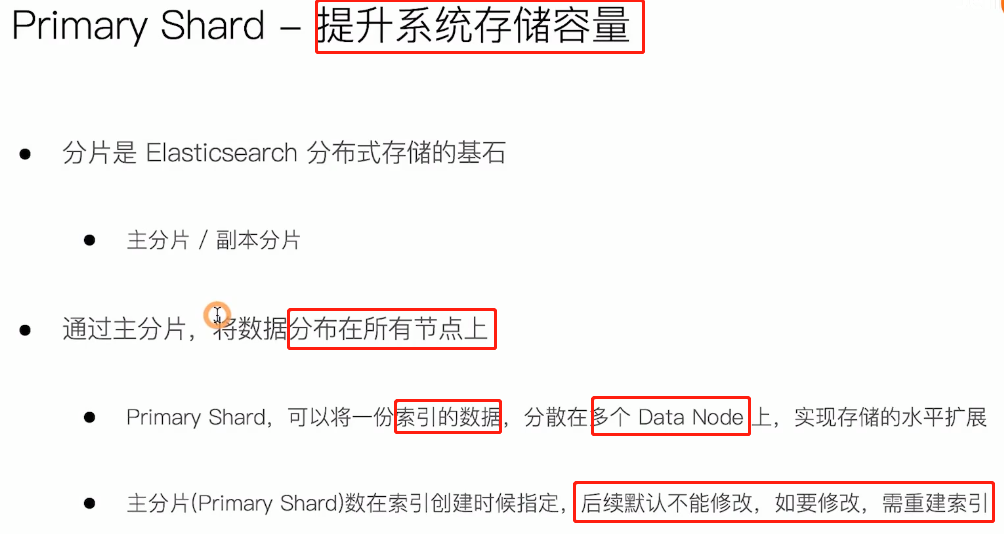 Primary Shard – 提升系统存储容量
● 分片是 Elasticsearch 分布式存储的基石
● 主分片 / 副本分片
● 通过主分片，将数据分布在所有节点上
● Primary Shard，可以将一份索引的数据，分散在多个 Data Node 上，实现存储的水平扩展
● 主分片(Primary Shard)数在索引创建时候指定，后续默认不能修改，如要修改，需重建索引